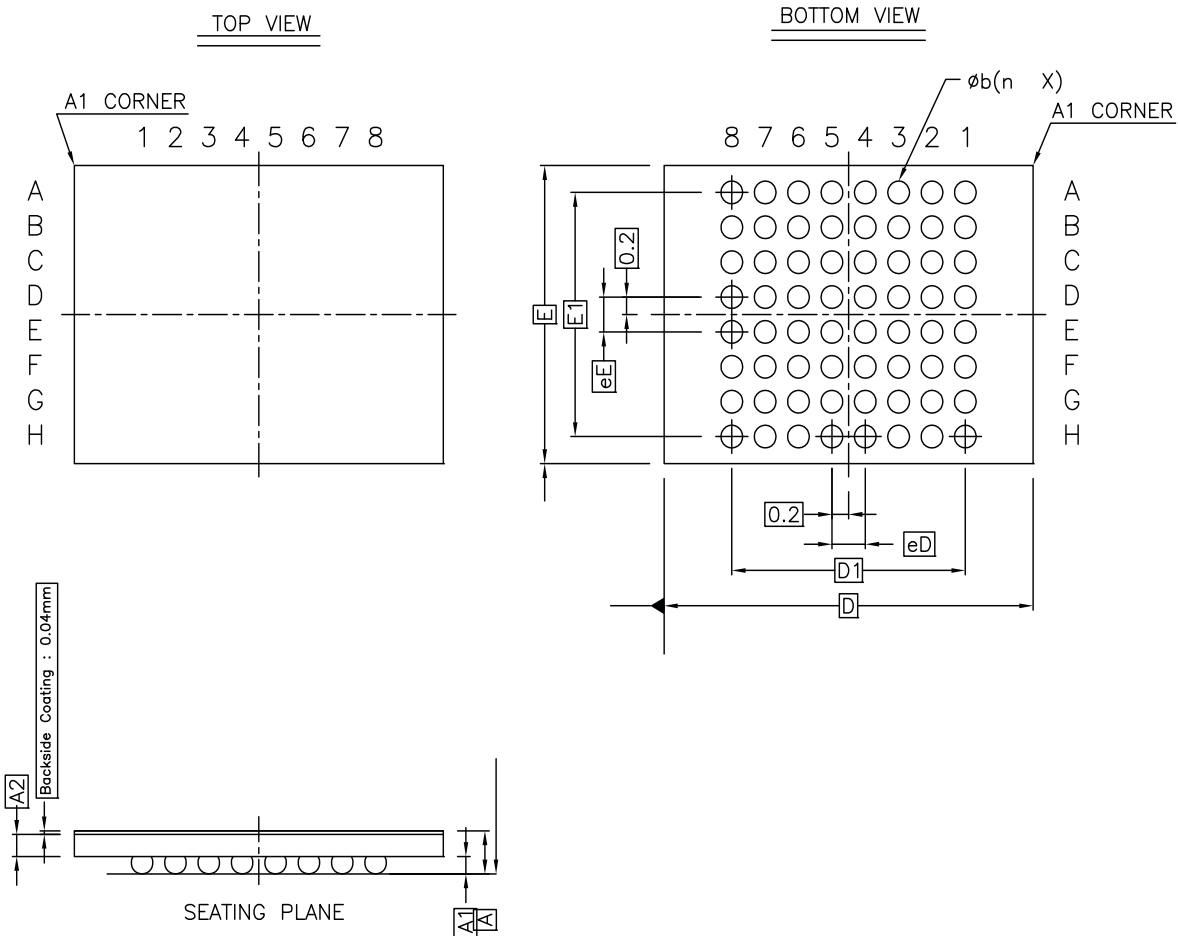 TOP VIEW
A1 CORNER
1 2 3 4 5 6 7 8
A
B
C
D
E
F
G
H
BOTTOM VIEW
øb(n X)
A1 CORNER
8 7 6 5 4 3 2 1
A
B
C
D
E
F
G
H
0.2
E
E1
eE
0.2
eD
D1
D
Backside Coating : 0.04mm
A2
A1
A
SEATING PLANE